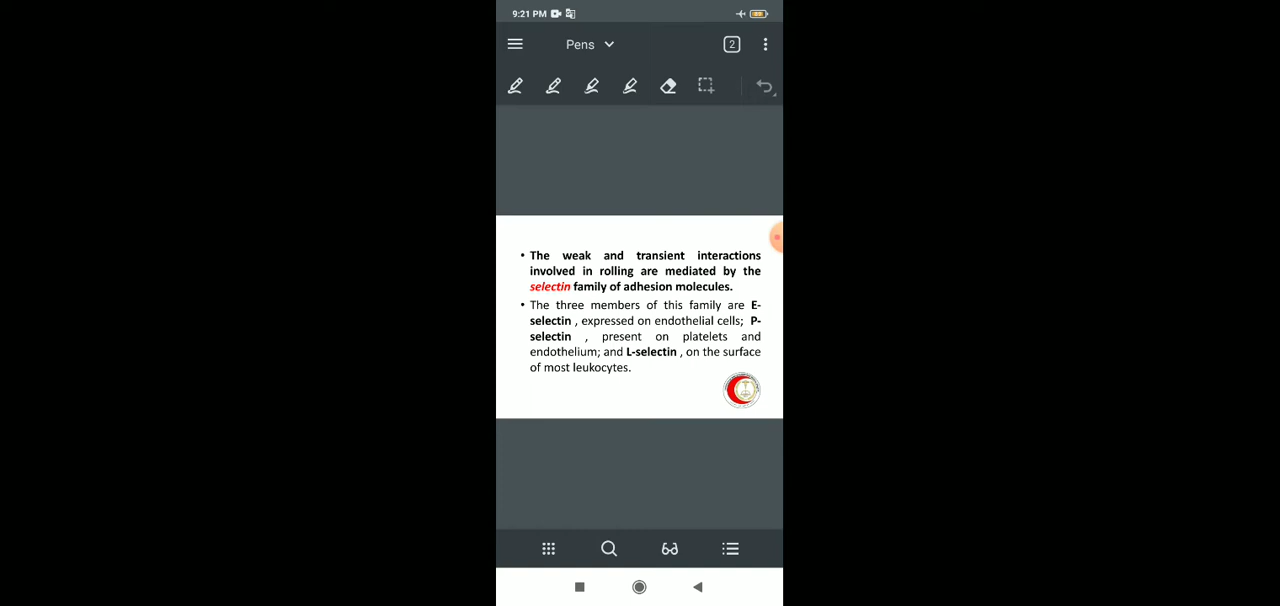 9:21 PM
Pens
2
• The weak and transient interactions
involved in rolling are mediated by the
selectin family of adhesion molecules.
• The three members of this family are E-
selectin , expressed on endothelial cells; P-
selectin , present on platelets and
endothelium; and L-selectin , on the surface
of most leukocytes.